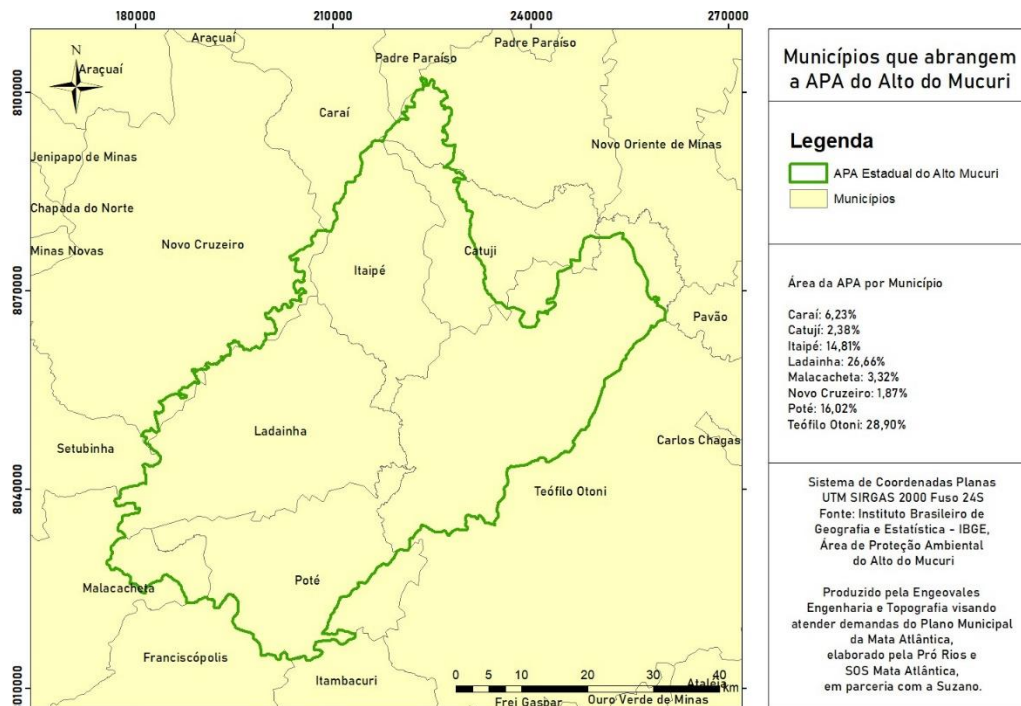 180000
210000
240000
270000
Araçuaí
Padre Paraíso
Padre Paraíso
N
Araçuaí
8100000
Caraí
Novo Oriente de Minas
Jenipapo de Minas
Chapada do Norte
Minas Novas
Novo Cruzeiro
Catuji
Itaipé
8070000
Pavão
Ladainha
Carlos Chagas
Setubinha
8040000
Teófilo Otoni
Malacacheta
Poté
Franciscópolis
Itambacuri
Ataléia
0 5 10 20 30 40
Km
Frei Gasbar
Ouro Verde de Minas
Municípios que abrangem
a APA do Alto do Mucuri
Legenda
APA Estadual do Alto Mucuri
Municípios
Área da APA por Município
Caraí: 6,23%
Catují: 2,38%
Itaipé: 14,81%
Ladainha: 26,66%
Malacacheta: 3,32%
Novo Cruzeiro: 1,87%
Poté: 16,02%
Teófilo Otoni: 28,90%
Sistema de Coordenadas Planas
UTM SIRGAS 2000 Fuso 24S
Fonte: Instituto Brasileiro de
Geografia e Estatística - IBGE,
Área de Proteção Ambiental
do Alto do Mucuri
Produzido pela Engeovales
Engenharia e Topografia visando
atender demandas do Plano Municipal
da Mata Atlântica,
elaborado pela Pró Rios e
SOS Mata Atlântica,
em parceria com a Suzano.